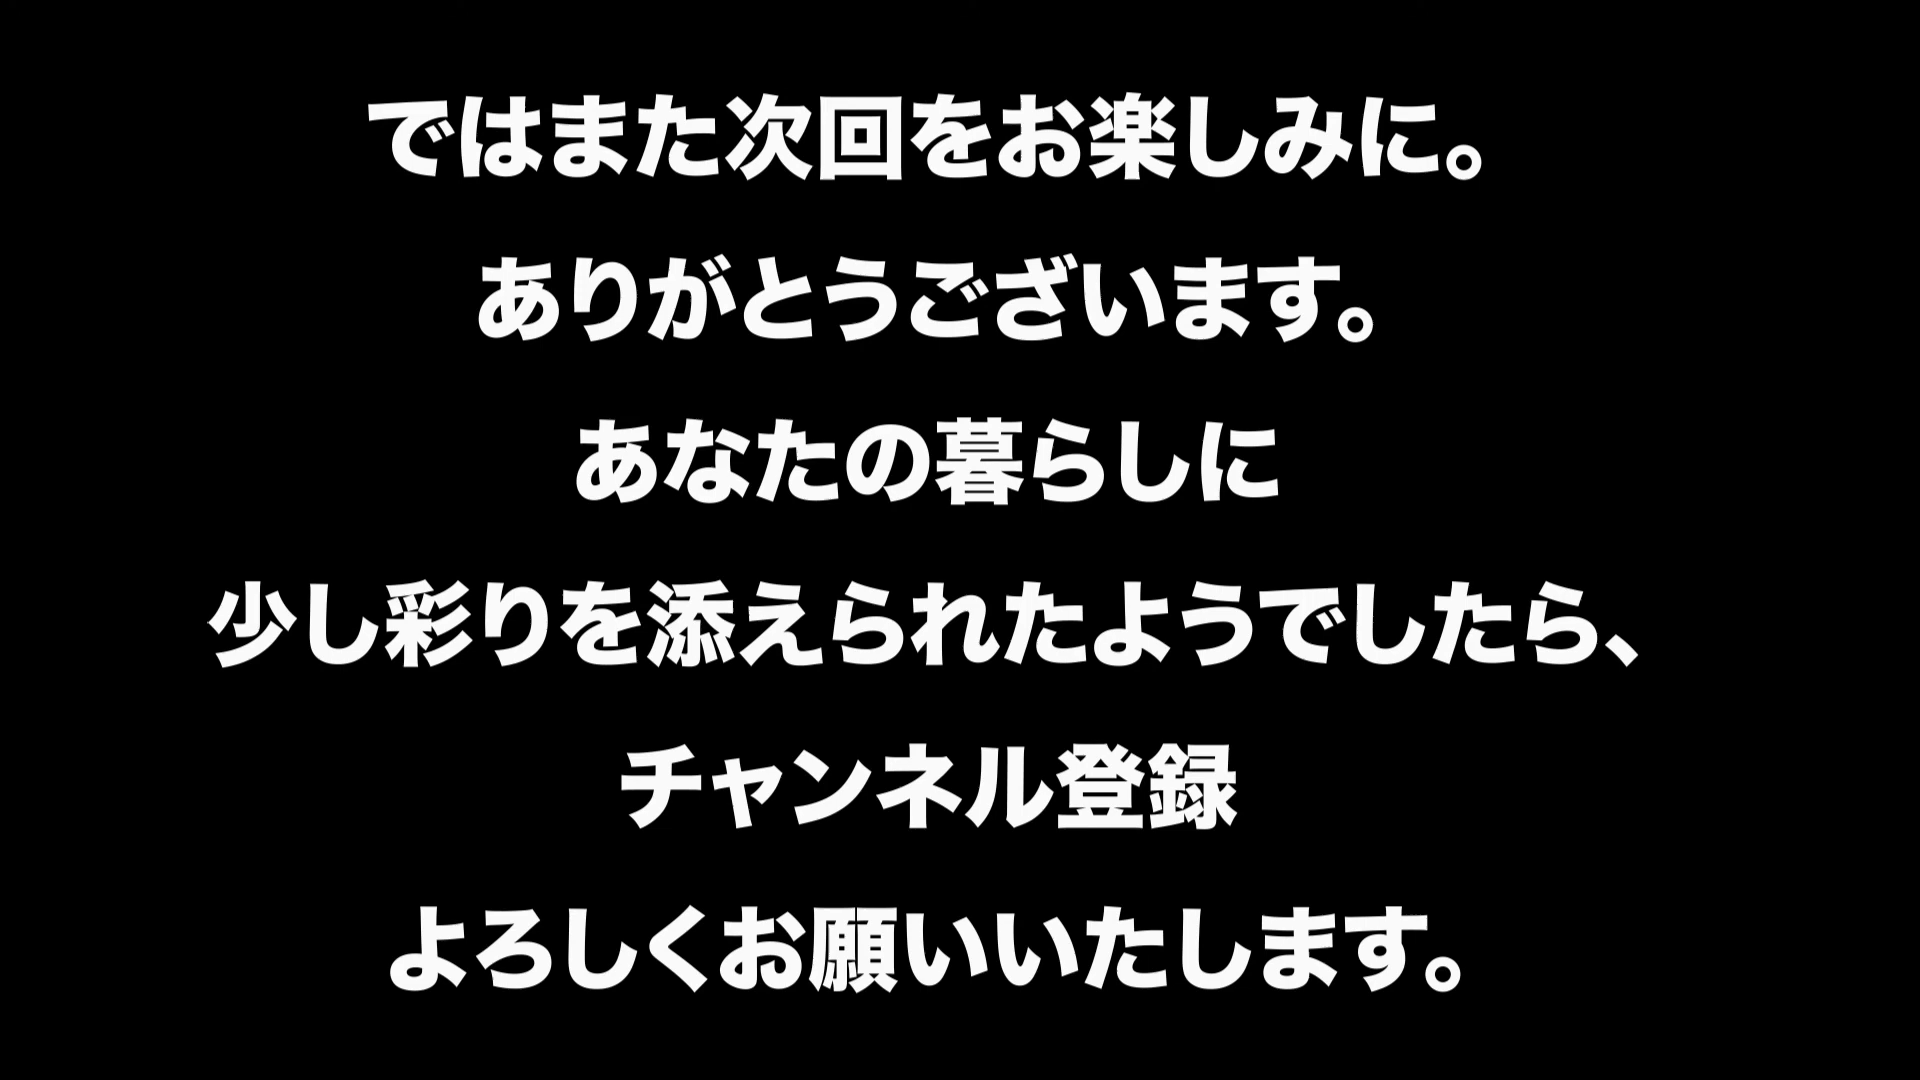 ではまた次回をお楽しみに。
ありがとうございます。
あなたの暮らしに
少し彩りを添えられたようでしたら、
チャンネル登録
よろしくお願いいたします。